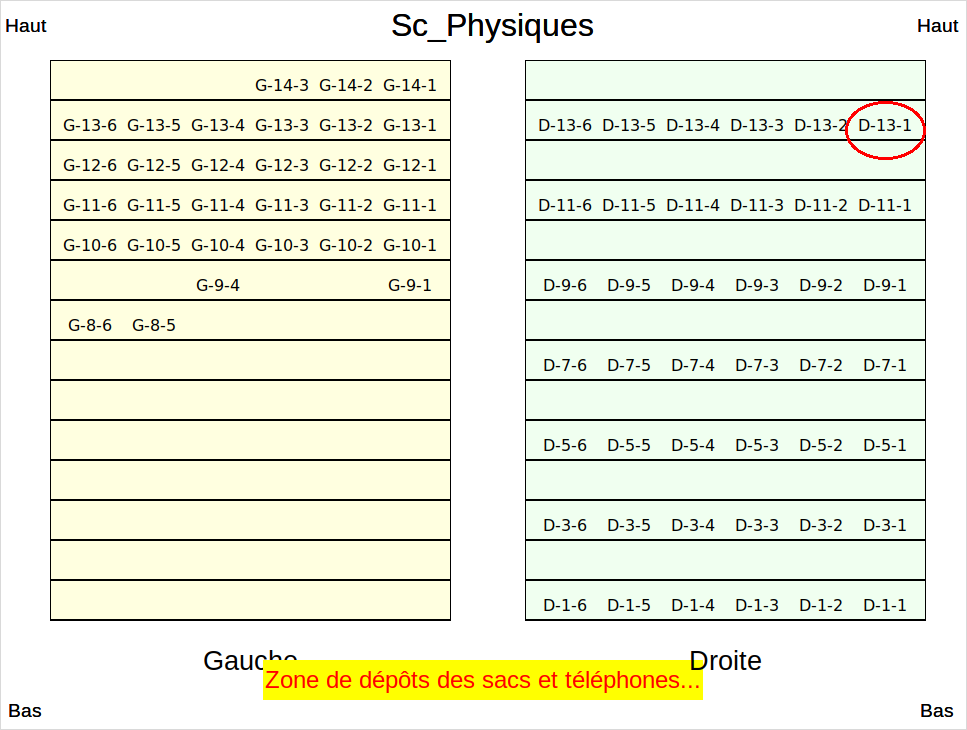 Sc_Physiques
Haut Haut
G-14-3 G-14-2 G-14-1
G-13-6 G-13-5 G-13-4 G-13-3 G-13-2 G-13-1 D-13-6 D-13-5 D-13-4 D-13-3 D-13-2 D-13-1
G-12-6 G-12-5 G-12-4 G-12-3 G-12-2 G-12-1
G-11-6 G-11-5 G-11-4 G-11-3 G-11-2 G-11-1 D-11-6 D-11-5 D-11-4 D-11-3 D-11-2 D-11-1
G-10-6 G-10-5 G-10-4 G-10-3 G-10-2 G-10-1
G-9-4 G-9-1 D-9-6 D-9-5 D-9-4 D-9-3 D-9-2 D-9-1
G-8-6 G-8-5
D-7-6 D-7-5 D-7-4 D-7-3 D-7-2 D-7-1
D-5-6 D-5-5 D-5-4 D-5-3 D-5-2 D-5-1
D-3-6 D-3-5 D-3-4 D-3-3 D-3-2 D-3-1
D-1-6 D-1-5 D-1-4 D-1-3 D-1-2 D-1-1
Gauche Droite
Zone de dépôts des sacs et téléphones...
Bas Bas